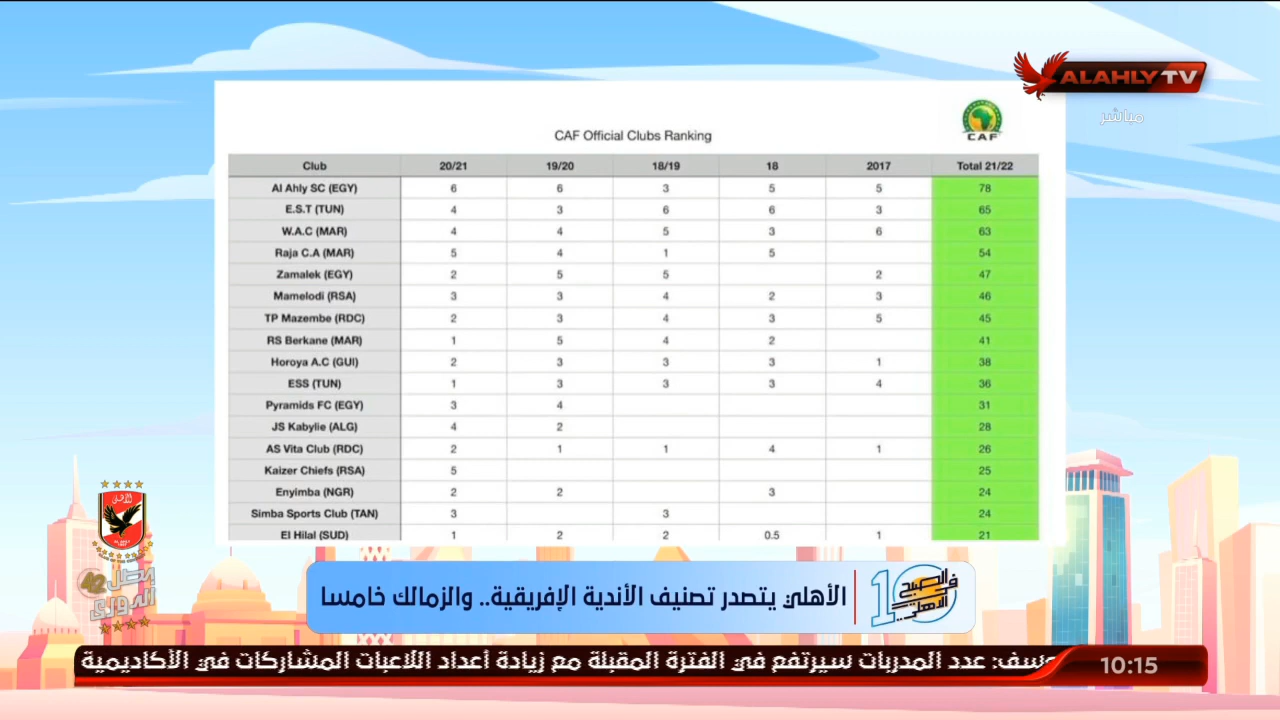 ALAHLY TV
مباشر
CAF
CAF Official Clubs Ranking
Club 20/21 19/20 18/19 18 2017 Total 21/22
Al Ahly SC (EGY) 6 6 3 5 5 78
E.S.T (TUN) 4 3 6 6 3 65
W.A.C (MAR) 4 4 5 3 6 63
Raja C.A (MAR) 5 4 1 5 54
Zamalek (EGY) 2 5 5 2 47
Mamelodi (RSA) 3 3 4 2 3 46
TP Mazembe (RDC) 2 3 4 3 5 45
RS Berkane (MAR) 1 5 4 2 41
Horoya A.C (GUI) 2 3 3 3 1 38
ESS (TUN) 1 3 3 3 4 36
Pyramids FC (EGY) 3 4 31
JS Kabylie (ALG) 4 2 28
AS Vita Club (RDC) 2 1 1 4 1 26
Kaizer Chiefs (RSA) 5 25
Enyimba (NGR) 2 2 3 24
Simba Sports Club (TAN) 3 3 24
El Hilal (SUD) 1 2 2 0.5 1 21
42
الدوري
10 الصبح في الأهلي
الأهلي يتصدر تصنيف الأندية الإفريقية.. والزمالك خامسا
وسف: عدد المدربات سيرتفع في الفترة المقبلة مع زيادة أعداد اللاعبات المشاركات في الأكاديمية
10:15